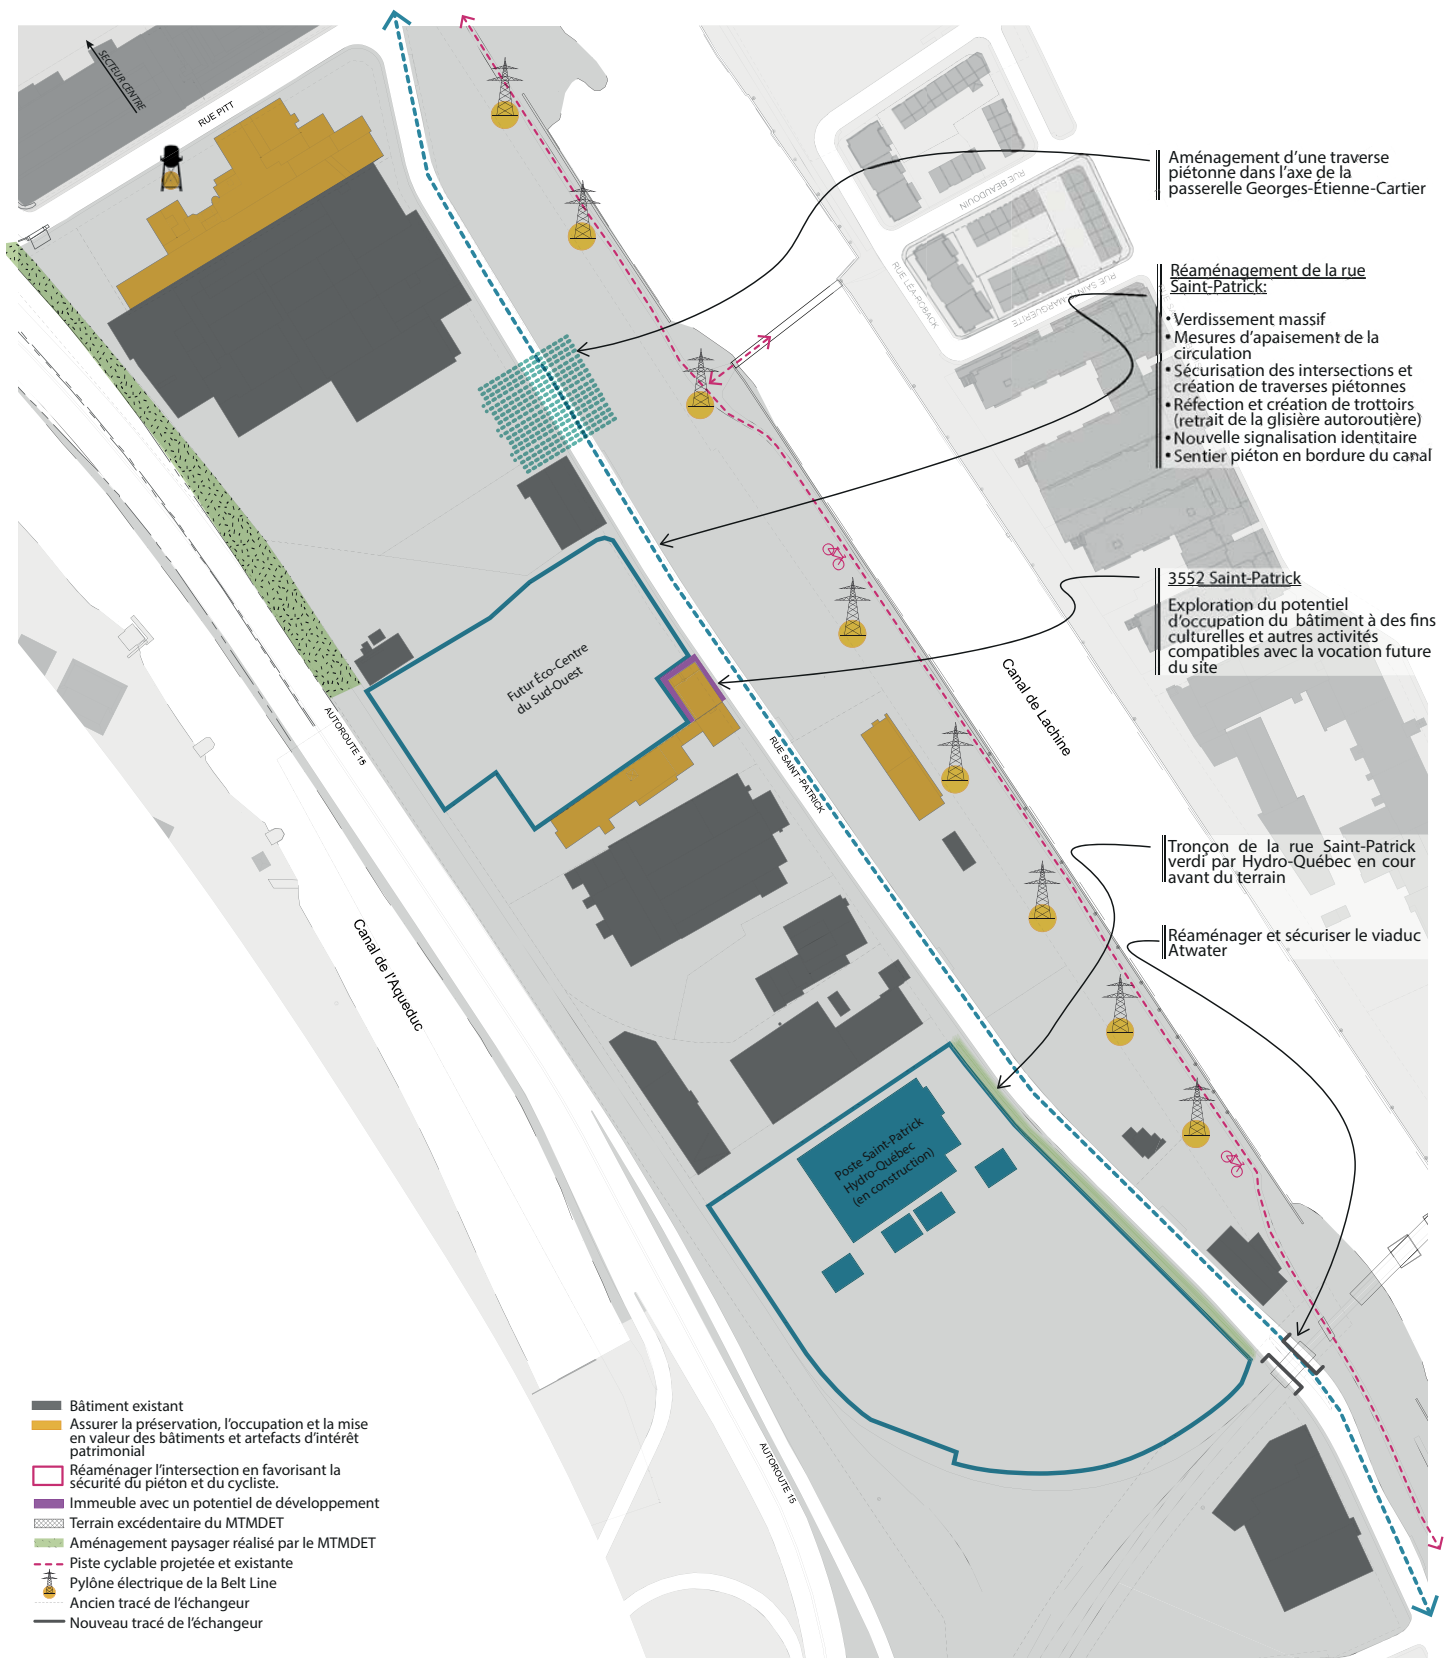 SECTEUR CENTRE
RUE PITT
Aménagement d'une traverse
piétonne dans l'axe de la
passerelle Georges-Étienne-Cartier
RUE BEAUDOUIN
RUE LÉA-ROBACK
RUE SAINTE-MARGUERITE
Réaménagement de la rue
Saint-Patrick:
• Verdissement massif
• Mesures d'apaisement de la
circulation
• Sécurisation des intersections et
création de traverses piétonnes
• Réfection et création de trottoirs
(retrait de la glisière autoroutière)
• Nouvelle signalisation identitaire
• Sentier piéton en bordure du canal
3552 Saint-Patrick
Exploration du potentiel
d'occupation du bâtiment à des fins
culturelles et autres activités
compatibles avec la vocation future
du site
Futur Éco-Centre
du Sud-Ouest
Canal de Lachine
AUTOROUTE 15
RUE SAINT-PATRICK
Tronçon de la rue Saint-Patrick
verdi par Hydro-Québec en cour
avant du terrain
Réaménager et sécuriser le viaduc
Atwater
Canal de l'Aqueduc
Poste Saint-Patrick
Hydro-Québec
(en construction)
AUTOROUTE 15
Bâtiment existant
Assurer la préservation, l'occupation et la mise
en valeur des bâtiments et artefacts d'intérêt
patrimonial
Réaménager l'intersection en favorisant la
sécurité du piéton et du cycliste.
Immeuble avec un potentiel de développement
Terrain excédentaire du MTMDET
Aménagement paysager réalisé par le MTMDET
Piste cyclable projetée et existante
Pylône électrique de la Belt Line
Ancien tracé de l'échangeur
Nouveau tracé de l'échangeur